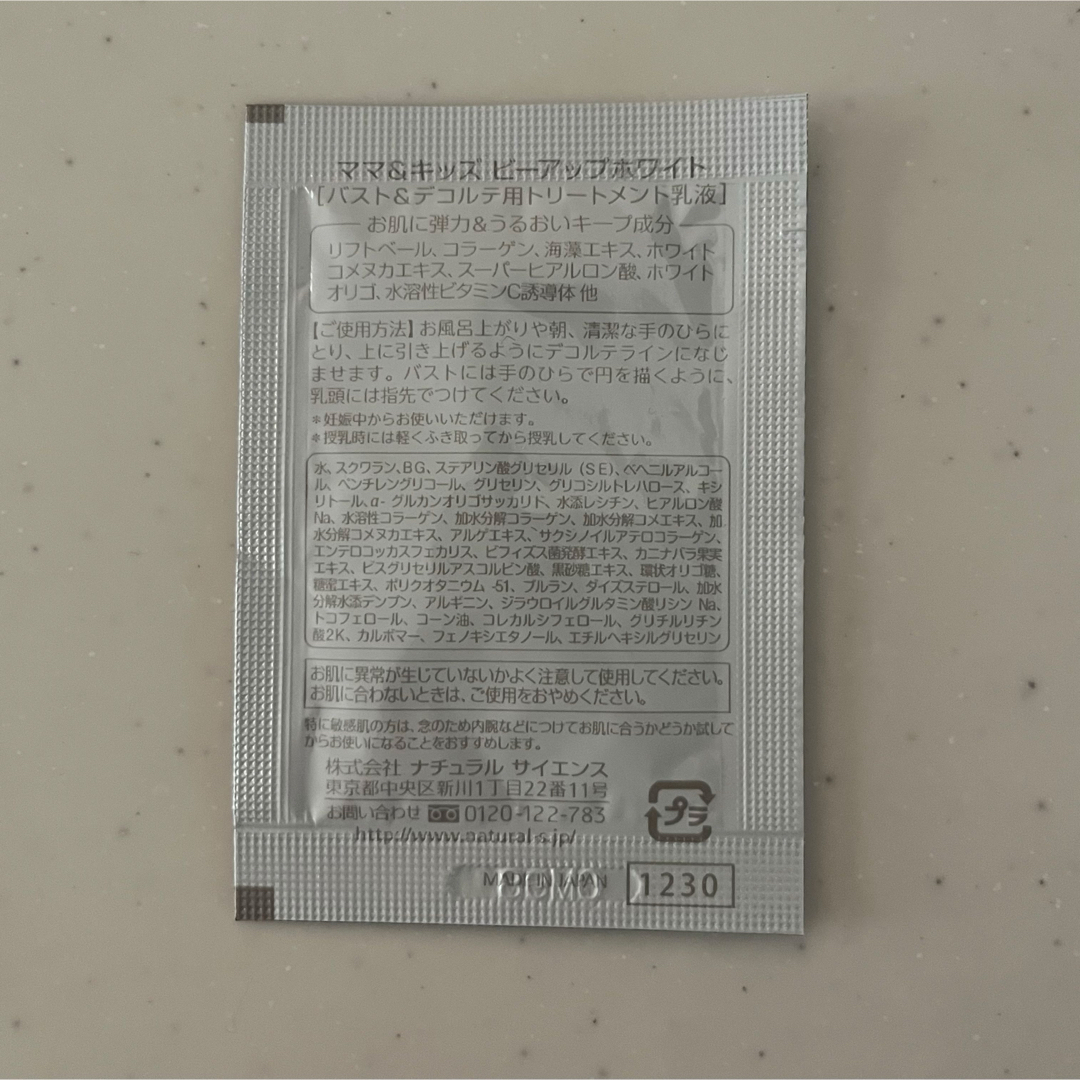 ママ&キッズ ビーアップホワイト
[バスト&デコルテ用トリートメント乳液]
お肌に弾力&うるおいキープ成分
リフトベール、コラーゲン、海藻エキス、ホワイト
コメヌカエキス、スーパーヒアルロン酸、ホワイト
オリゴ、水溶性ビタミンC誘導体 他
【ご使用方法】お風呂上がりや朝、清潔な手のひらに
とり、上に引き上げるようにデコルテラインになじ
ませます。バストには手のひらで円を描くように、
乳頭には指先でつけてください。
*妊娠中からお使いいただけます。
*授乳時には軽くふき取ってから授乳してください。
水、スクワラン、BG、ステアリン酸グリセリル(SE)、ベヘニルアルコー
ル、ペンチレングリコール、グリセリン、グリコシルトレハロース、キシ
リトール、α-グルカンオリゴサッカリド、水添レシチン、ヒアルロン酸
Na、水溶性コラーゲン、加水分解コラーゲン、加水分解コメエキス、加
水分解コメヌカエキス、アルゲエキス、サクシノイルアテロコラーゲン、
エンテロコッカスフェカリス、ビフィズス菌発酵エキス、カニナバラ果実
エキス、ビスグリセリルアスコルビン酸、黒砂糖エキス、環状オリゴ糖、
糖蜜エキス、ポリクオタニウム-51、プルラン、ダイズステロール、加水
分解水添デンプン、アルギニン、ジラウロイルグルタミン酸リシンNa、
トコフェロール、コーン油、コレカルシフェロール、グリチルリチン
酸2K、カルボマー、フェノキシエタノール、エチルヘキシルグリセリン
お肌に異常が生じていないかよく注意して使用してください。
お肌に合わないときは、ご使用をおやめください。
特に敏感肌の方は、念のため内腕などにつけてお肌に合うかどうか試して
からお使いになることをおすすめします。
株式会社 ナチュラル サイエンス
東京都中央区新川1丁目22番11号
お問い合わせ 0120-122-783
http://www.natural-s.jp/
プラ
MADE IN JAPAN
1230